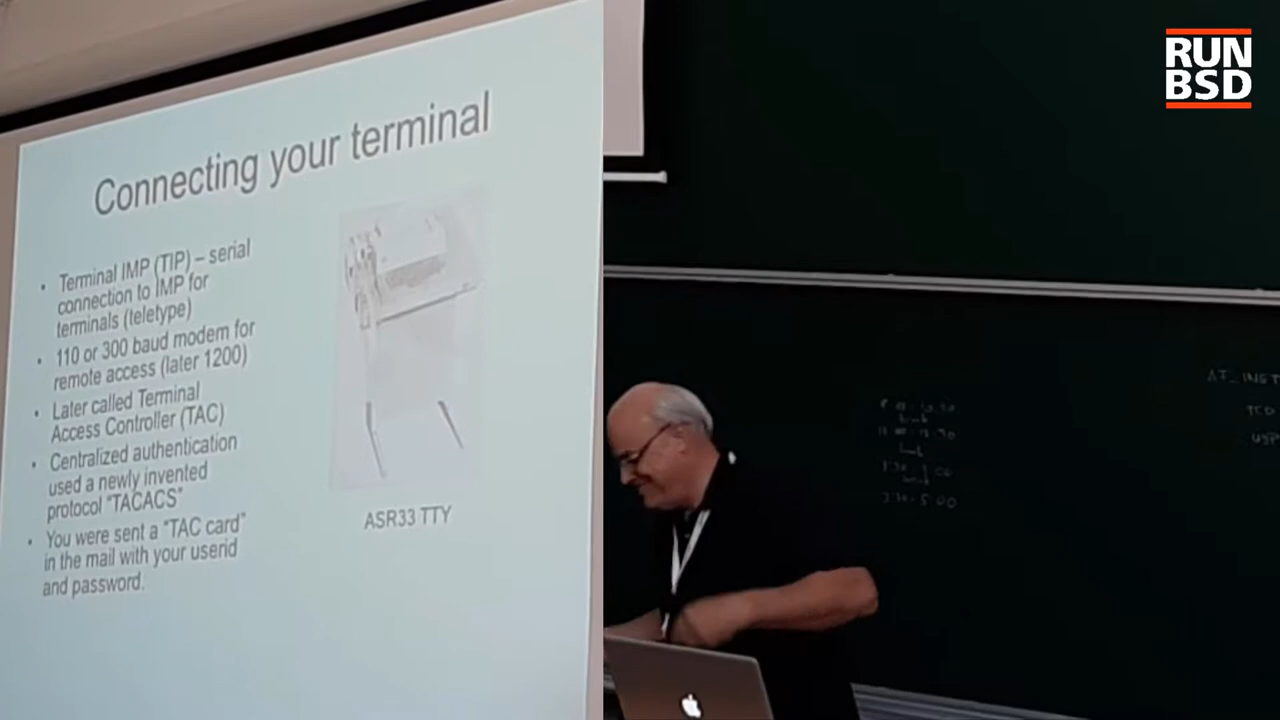 RUN
BSD
Connecting your terminal
• Terminal IMP (TIP) – serial
connection to IMP for
terminals (teletype)
• 110 or 300 baud modem for
remote access (later 1200)
• Later called Terminal
Access Controller (TAC)
• Centralized authentication
used a newly invented
protocol "TACACS"
• You were sent a "TAC card"
in the mail with your userid
and password.
ASR33 TTY